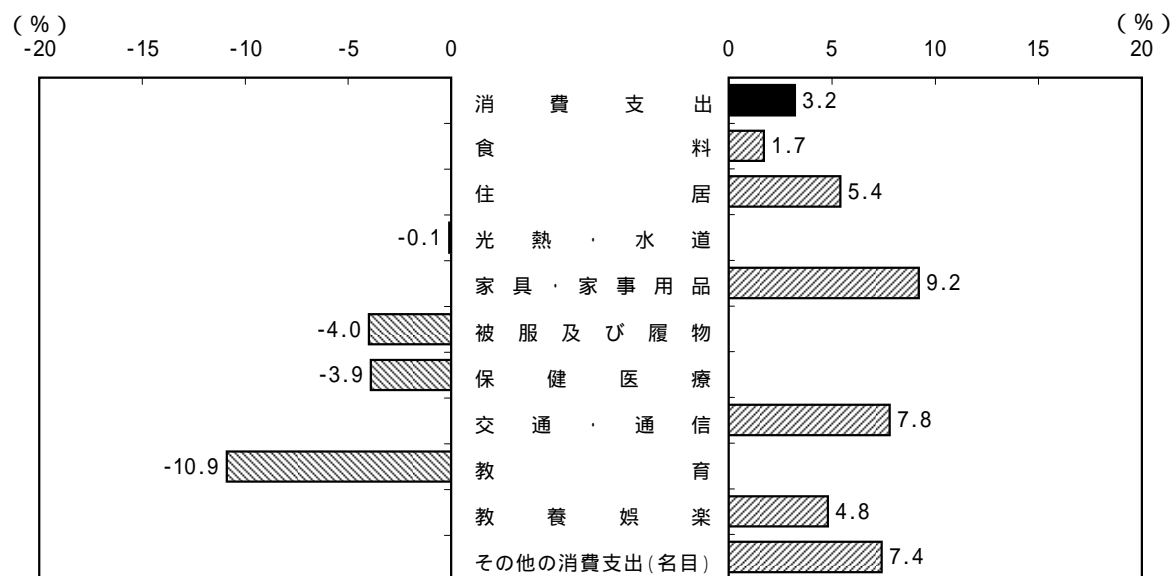 (%) (%)
-20 -15 -10 -5 0 0 5 10 15 20
消費支出 3.2
食料 1.7
住居 5.4
-0.1 光熱・水道
家具・家事用品 9.2
-4.0 被服及び履物
-3.9 保健医療
交通・通信 7.8
-10.9 教育
教養娯楽 4.8
その他の消費支出(名目) 7.4